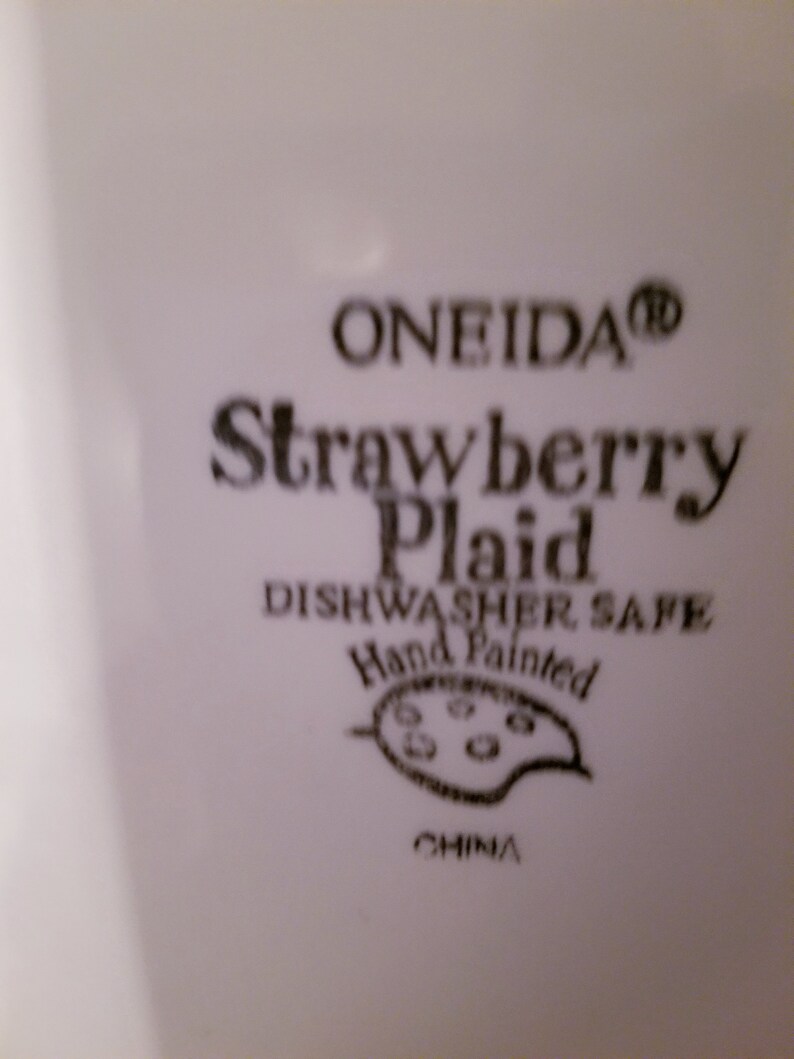 ONEIDA®
Strawberry
Plaid
DISHWASHER SAFE
Hand Painted
CHINA